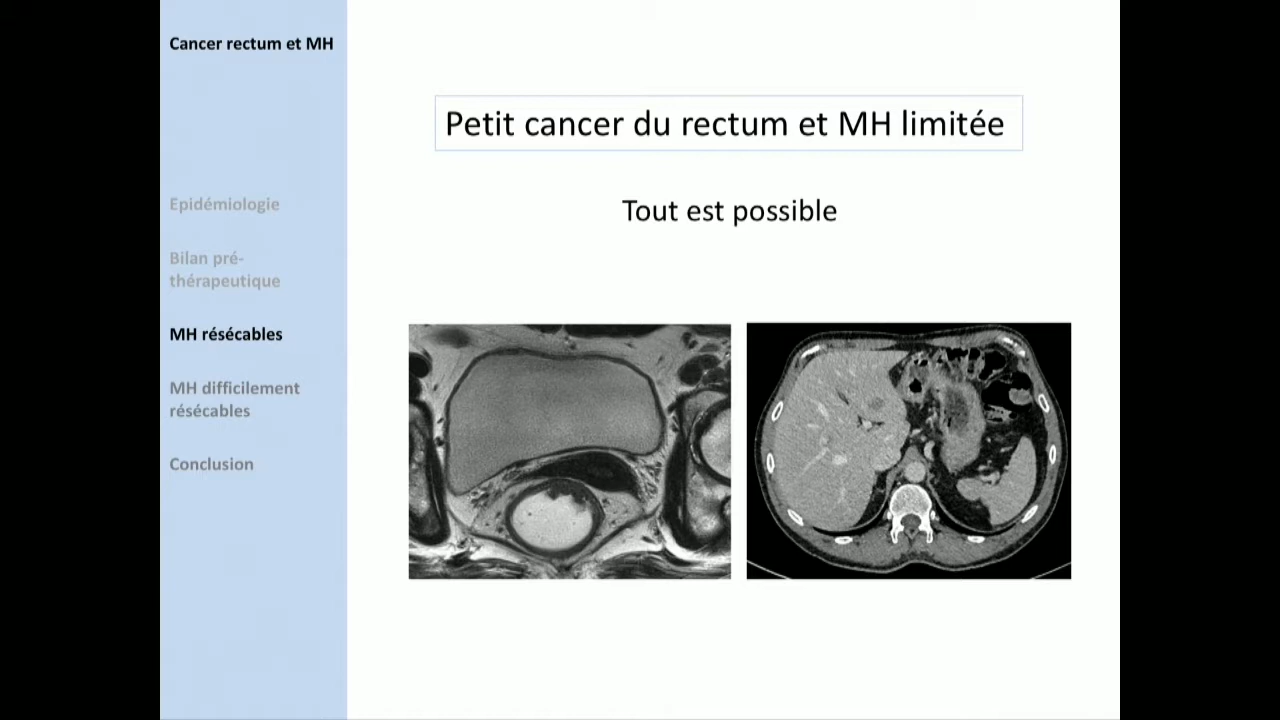 Cancer rectum et MH
Petit cancer du rectum et MH limitée
Tout est possible
Epidémiologie
Bilan pré-
thérapeutique
MH résécables
MH difficilement
résécables
Conclusion